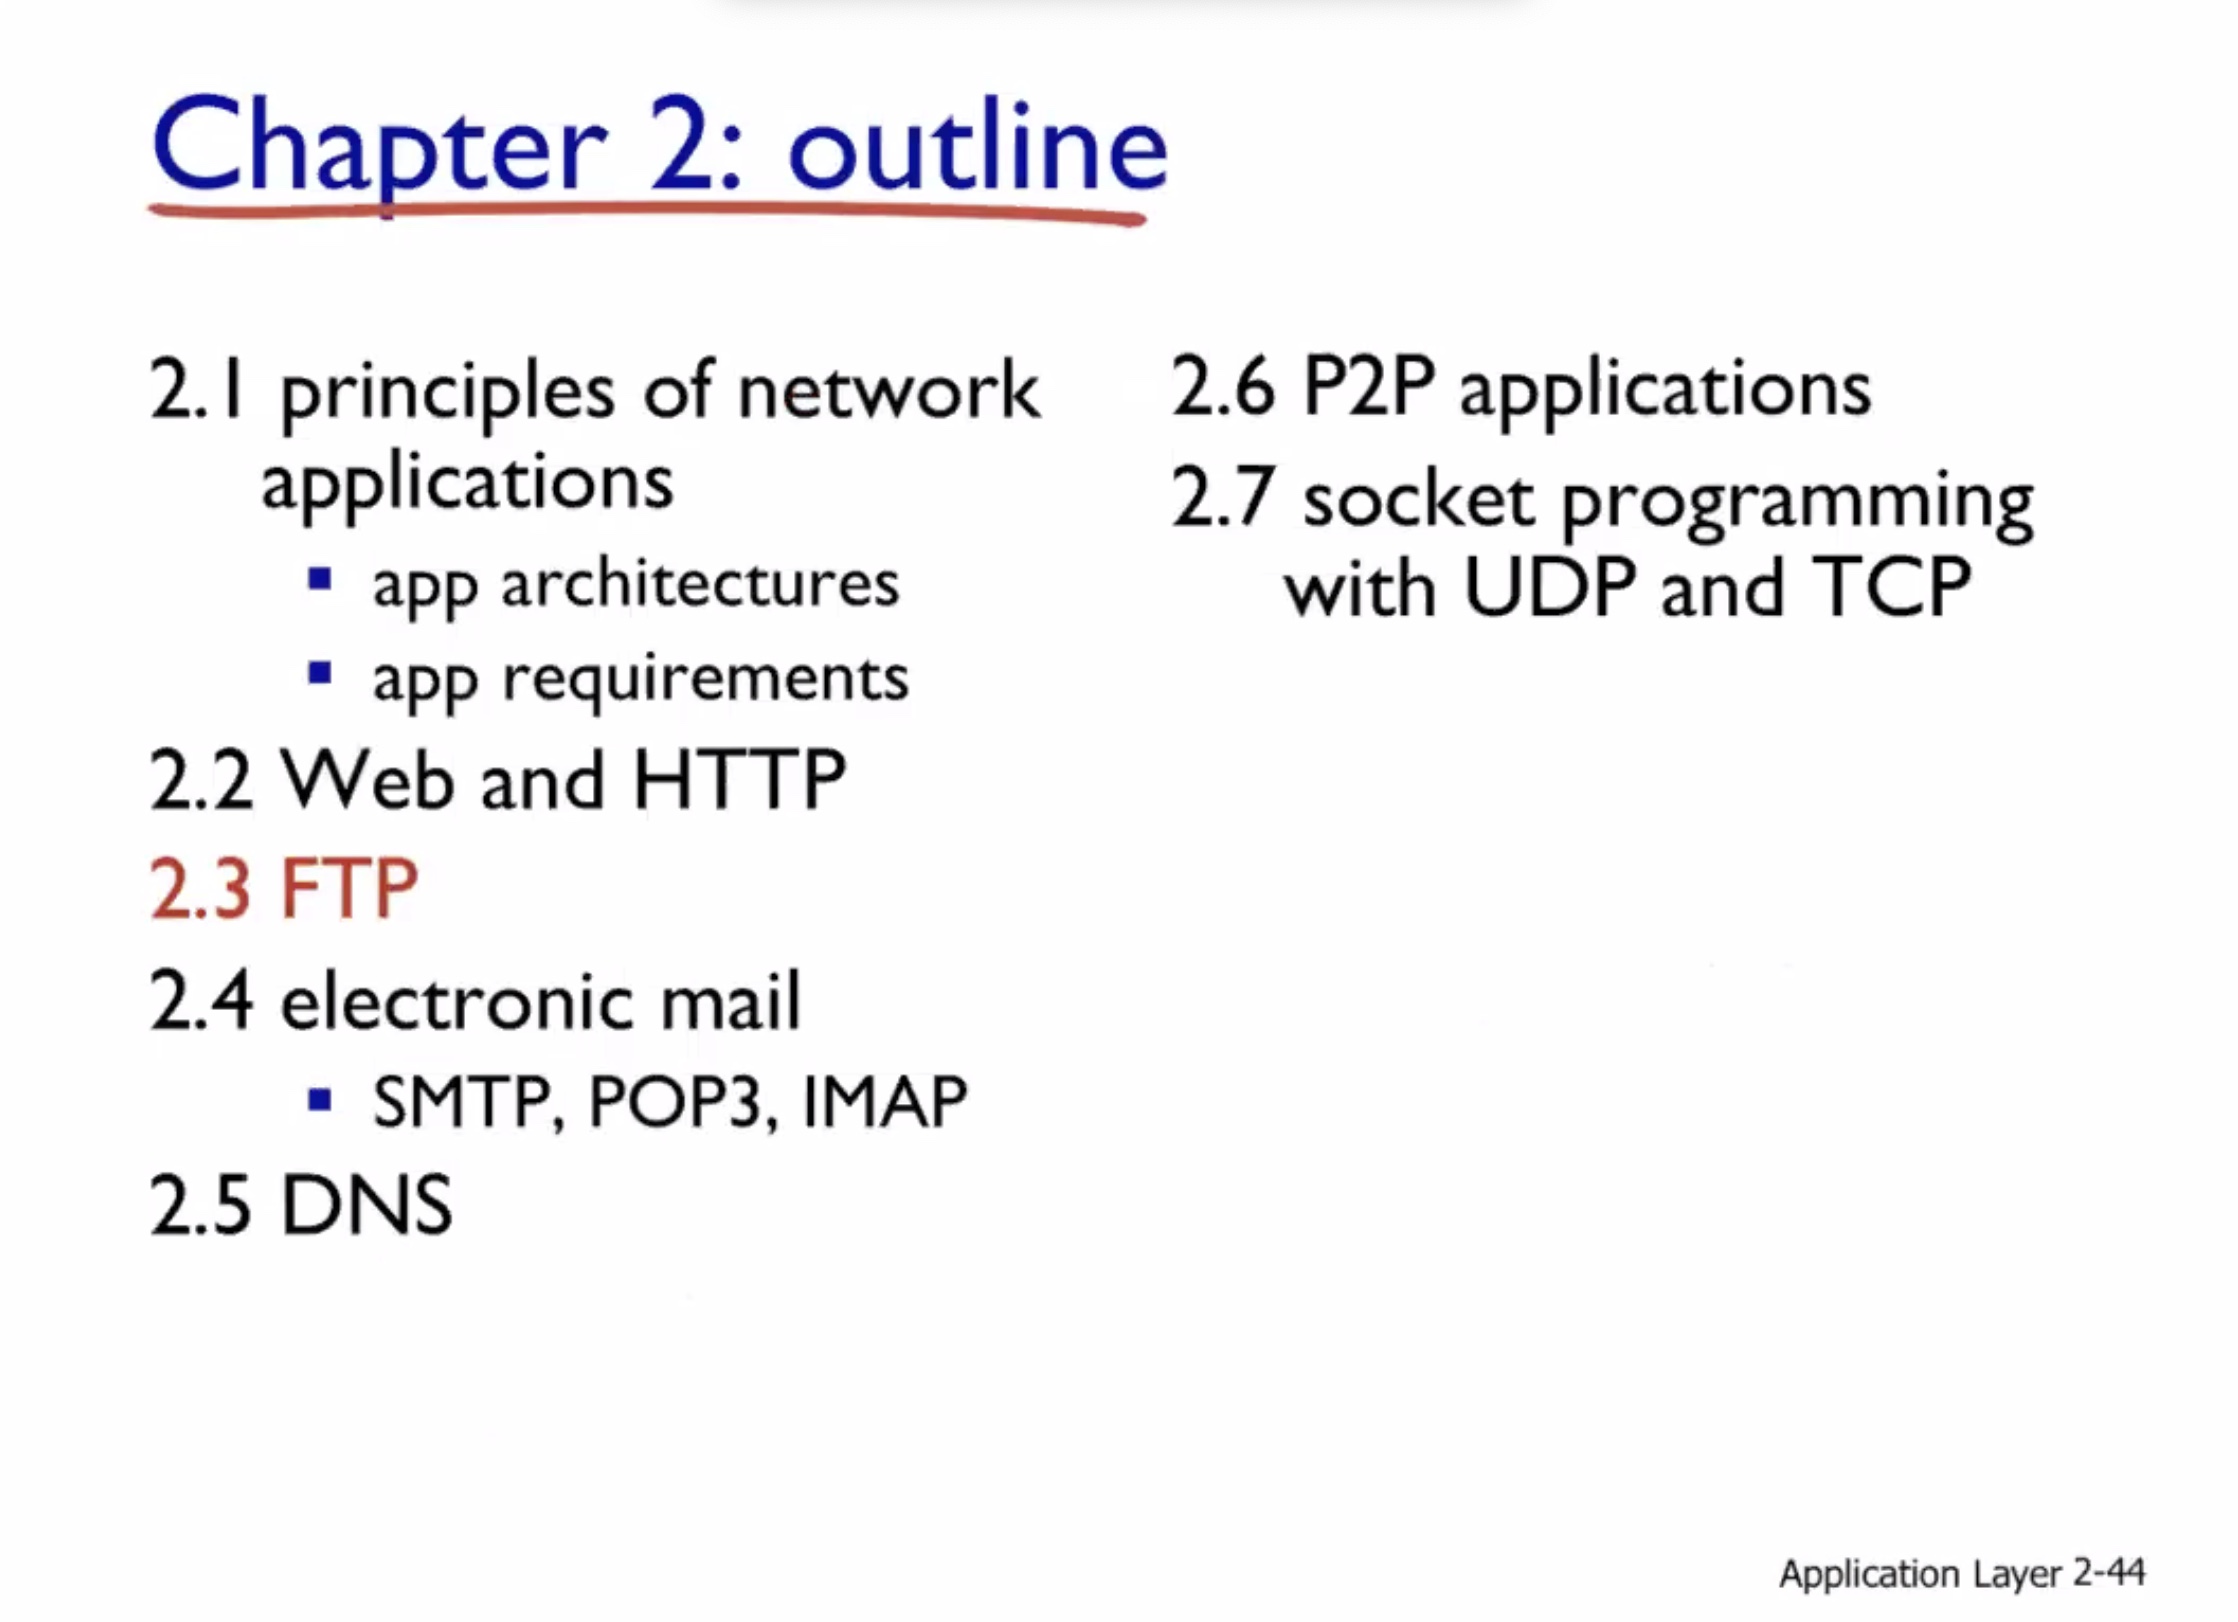 Chapter 2: outline
2.1 principles of network
applications
▪ app architectures
▪ app requirements
2.2 Web and HTTP
2.3 FTP
2.4 electronic mail
▪ SMTP, POP3, IMAP
2.5 DNS
2.6 P2P applications
2.7 socket programming
with UDP and TCP
Application Layer 2-44